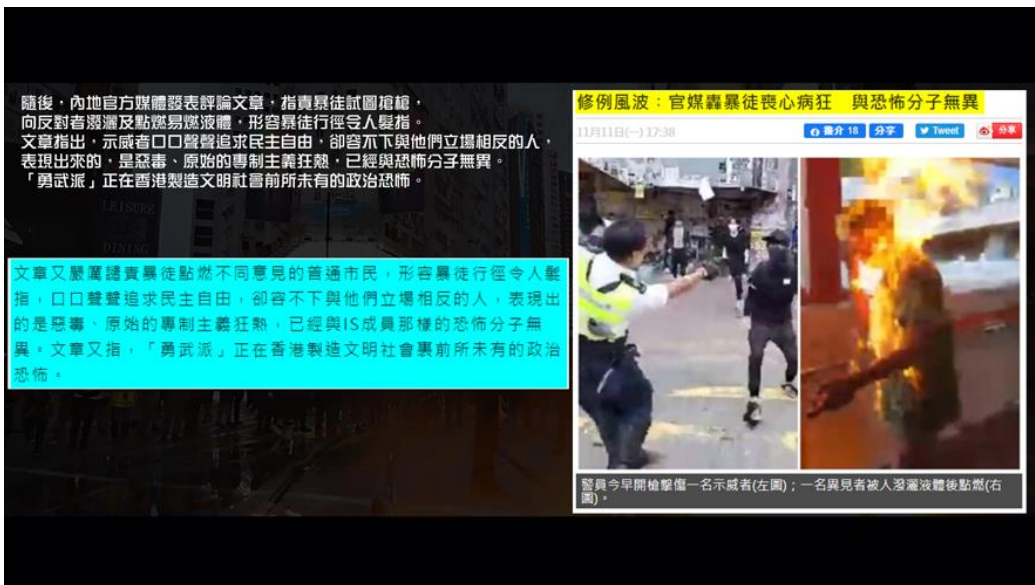 隨後，內地官方媒體發表評論文章，指責暴徒試圖搶槍，
向反對者潑灑及點燃易燃液體，形容暴徒行徑令人髮指。
文章指出，示威者口口聲聲追求民主自由，卻容不下與他們立場相反的人，
表現出來的，是惡毒、原始的專制主義狂熱，已經與恐怖分子無異。
「勇武派」正在香港製造文明社會前所未有的政治恐怖。
LEISURE
DINING
文章又嚴厲譴責暴徒點燃不同意見的普通市民，形容暴徒行徑令人髮
指，口口聲聲追求民主自由，卻容不下與他們立場相反的人，表現出
的是惡毒、原始的專制主義狂熱，已經與IS成員那樣的恐怖分子無
異。文章又指，「勇武派」正在香港製造文明社會裏前所未有的政治
恐怖。
修例風波：官媒轟暴徒喪心病狂　與恐怖分子無異
11月11日(一) 17:38
推介 18 分字 Tweet 分享
警員今早開槍擊傷一名示威者(左圖)；一名異見者被人潑灑液體後點燃(右
圖)。